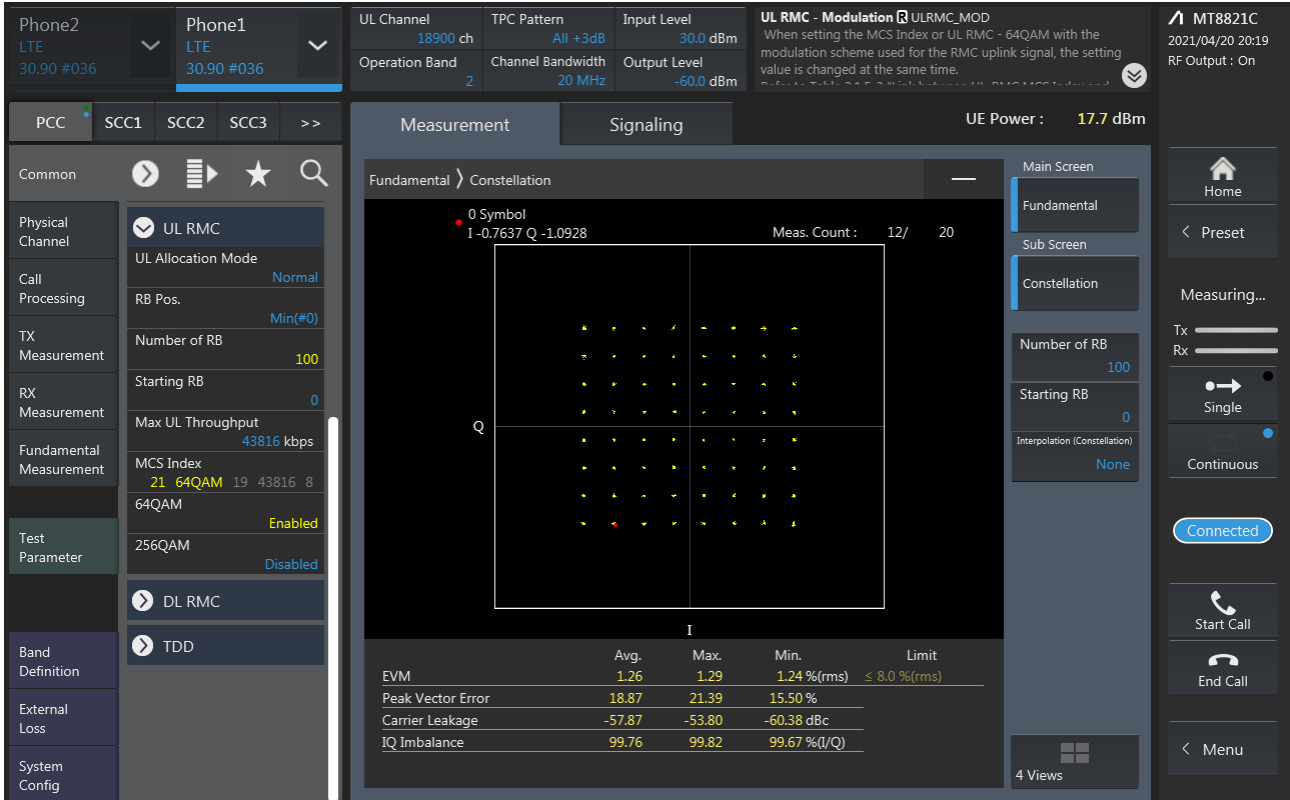 Phone2
LTE
30.90 #036
Phone1
LTE
30.90 #036
UL Channel
18900 ch
TPC Pattern
All +3dB
Input Level
30.0 dBm
Operation Band
2
Channel Bandwidth
20 MHz
Output Level
-60.0 dBm
UL RMC - Modulation R ULRMC_MOD
When setting the MCS Index or UL RMC - 64QAM with the
modulation scheme used for the RMC uplink signal, the setting
value is changed at the same time.
MT8821C
2021/04/20 20:19
RF Output : On
PCC SCC1 SCC2 SCC3 >>
Measurement
Signaling
UE Power : 17.7 dBm
Common
Physical
Channel
Call
Processing
TX
Measurement
RX
Measurement
Fundamental
Measurement
Test
Parameter
Band
Definition
External
Loss
System
Config
UL RMC
UL Allocation Mode
Normal
RB Pos.
Min(#0)
Number of RB
100
Starting RB
0
Max UL Throughput
43816 kbps
MCS Index
21 64QAM 19 43816 8
64QAM
Enabled
256QAM
Disabled
DL RMC
TDD
Fundamental 〉 Constellation
0 Symbol
I -0.7637 Q -1.0928
Meas. Count : 12/ 20
Q
I
Avg. Max. Min. Limit
EVM 1.26 1.29 1.24 %(rms) ≤ 8.0 %(rms)
Peak Vector Error 18.87 21.39 15.50 %
Carrier Leakage -57.87 -53.80 -60.38 dBc
IQ Imbalance 99.76 99.82 99.67 %(I/Q)
Main Screen
Fundamental
Sub Screen
Constellation
Number of RB
100
Starting RB
0
Interpolation (Constellation)
None
4 Views
Home
< Preset
Measuring...
Tx
Rx
Single
Continuous
Connected
Start Call
End Call
< Menu